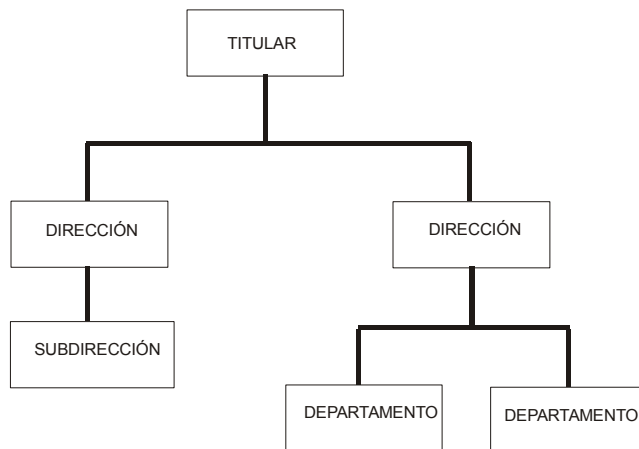 TITULAR
DIRECCIÓN
DIRECCIÓN
SUBDIRECCIÓN
DEPARTAMENTO
DEPARTAMENTO